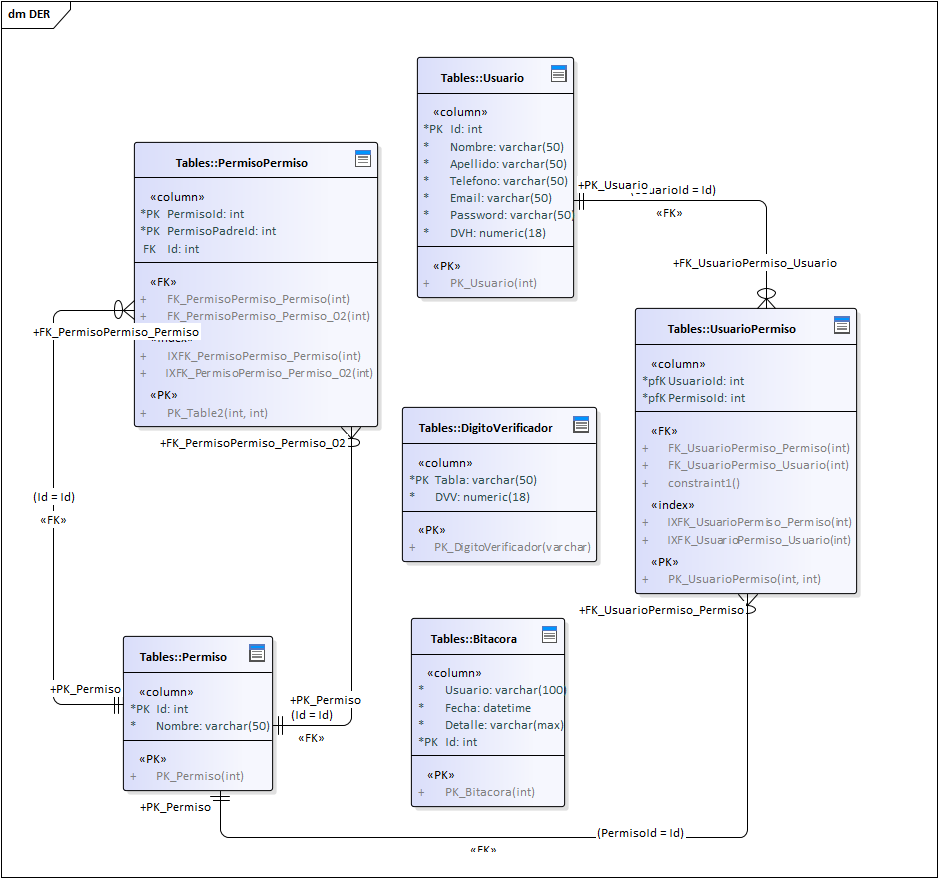 dm DER
Tables::Usuario
«column»
*PK Id: int
* Nombre: varchar(50)
* Apellido: varchar(50)
* Telefono: varchar(50)
* Email: varchar(50)
* Password: varchar(50)
* DVH: numeric(18)
«PK»
+ PK_Usuario(int)
Tables::PermisoPermiso
«column»
*PK PermisoId: int
*PK PermisoPadreId: int
FK Id: int
«FK»
+ FK_PermisoPermiso_Permiso(int)
+ FK_PermisoPermiso_Permiso_02(int)
«index»
+ IXFK_PermisoPermiso_Permiso(int)
+ IXFK_PermisoPermiso_Permiso_02(int)
«PK»
+ PK_Table2(int, int)
+PK_Usuario
(UsuarioId = Id)
«FK»
+FK_UsuarioPermiso_Usuario
+FK_PermisoPermiso_Permiso
+FK_PermisoPermiso_Permiso_02
Tables::UsuarioPermiso
«column»
*pfK UsuarioId: int
*pfK PermisoId: int
«FK»
+ FK_UsuarioPermiso_Permiso(int)
+ FK_UsuarioPermiso_Usuario(int)
+ constraint1()
«index»
+ IXFK_UsuarioPermiso_Permiso(int)
+ IXFK_UsuarioPermiso_Usuario(int)
«PK»
+ PK_UsuarioPermiso(int, int)
Tables::DigitoVerificador
«column»
*PK Tabla: varchar(50)
* DVV: numeric(18)
«PK»
+ PK_DigitoVerificador(varchar)
(Id = Id)
«FK»
+FK_UsuarioPermiso_Permiso
Tables::Permiso
«column»
*PK Id: int
* Nombre: varchar(50)
«PK»
+ PK_Permiso(int)
+PK_Permiso
+PK_Permiso
(Id = Id)
«FK»
Tables::Bitacora
«column»
* Usuario: varchar(100)
* Fecha: datetime
* Detalle: varchar(max)
*PK Id: int
«PK»
+ PK_Bitacora(int)
+PK_Permiso
(PermisoId = Id)
«FK»